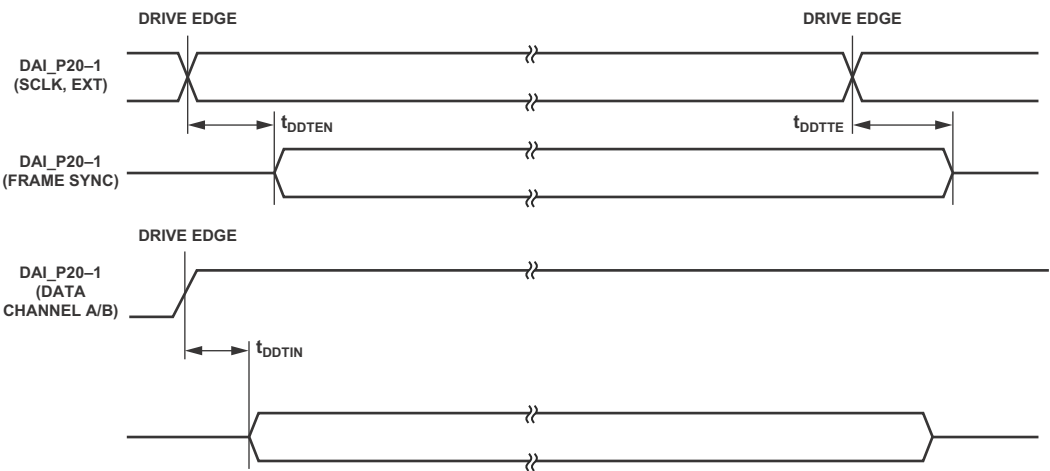 DRIVE EDGE
DRIVE EDGE
DAI_P20–1
(SCLK, EXT)
tDDTEN
tDDTTE
DAI_P20–1
(FRAME SYNC)
DRIVE EDGE
DAI_P20–1
(DATA
CHANNEL A/B)
tDDTIN